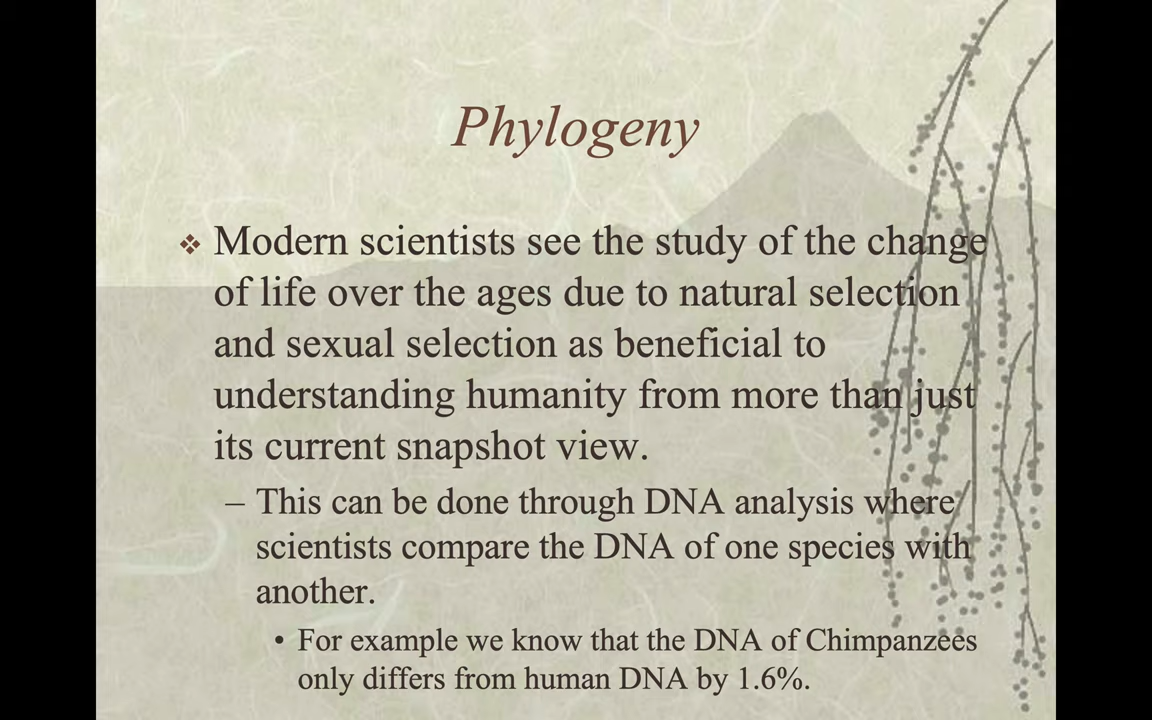 Phylogeny
Modern scientists see the study of the change
of life over the ages due to natural selection
and sexual selection as beneficial to
understanding humanity from more than just
its current snapshot view.
– This can be done through DNA analysis where
scientists compare the DNA of one species with
another.
• For example we know that the DNA of Chimpanzees
only differs from human DNA by 1.6%.